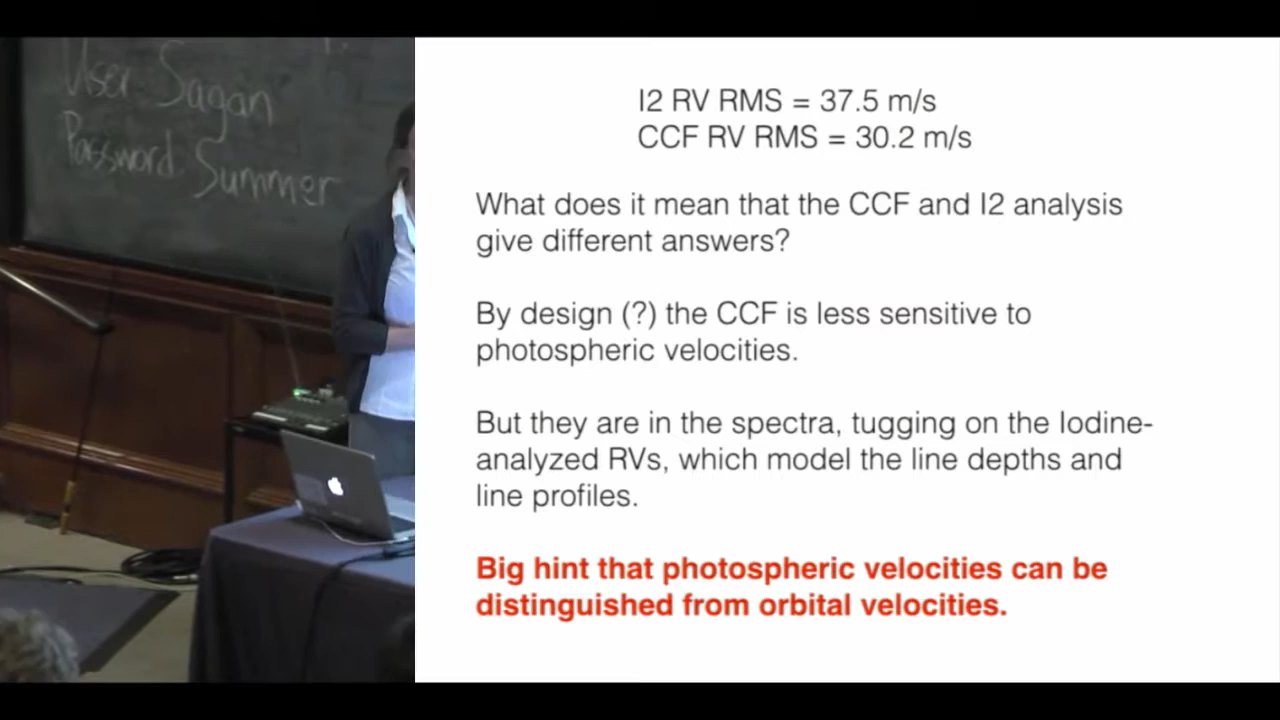 User Sagan
Password Summer
I2 RV RMS = 37.5 m/s
CCF RV RMS = 30.2 m/s
What does it mean that the CCF and I2 analysis
give different answers?
By design (?) the CCF is less sensitive to
photospheric velocities.
But they are in the spectra, tugging on the Iodine-
analyzed RVs, which model the line depths and
line profiles.
Big hint that photospheric velocities can be
distinguished from orbital velocities.